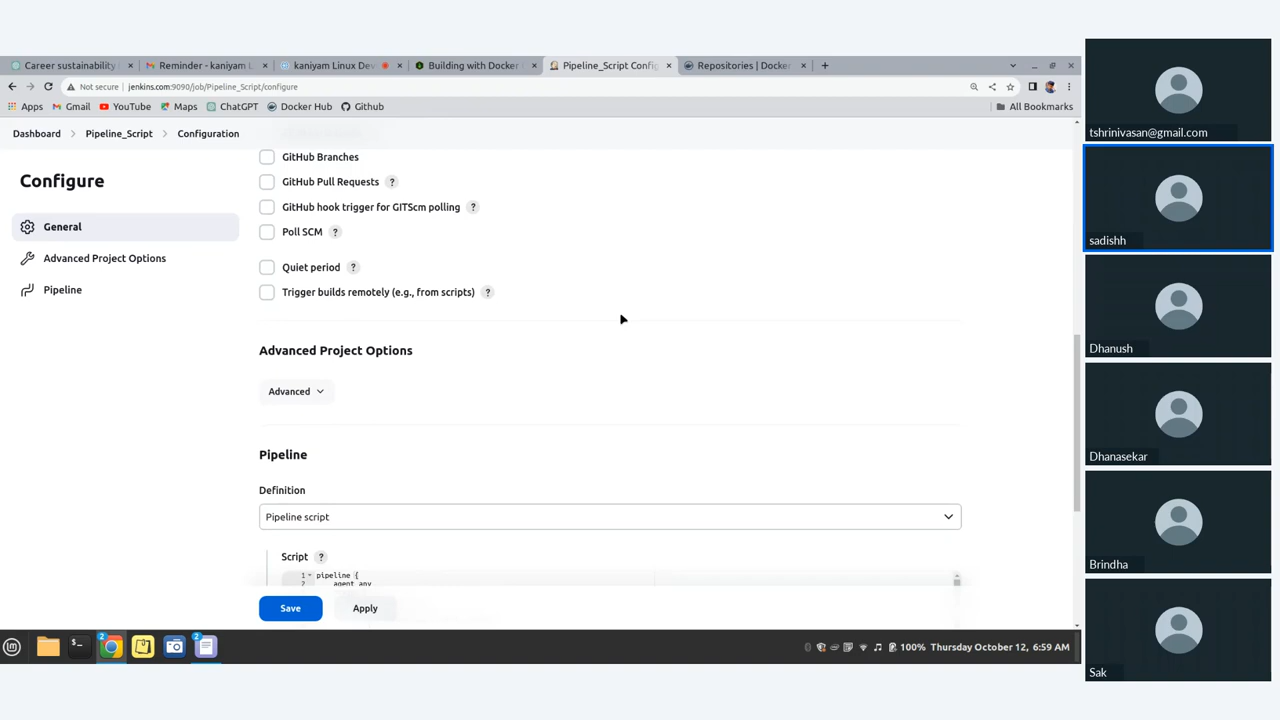 Career sustainability
Reminder - kaniyam L
kaniyam Linux Dev
Building with Docker
Pipeline_Script Config
Repositories | Docker
Not secure
jenkins.com:9090/job/Pipeline_Script/configure
Apps
Gmail
YouTube
Maps
ChatGPT
Docker Hub
Github
All Bookmarks
Dashboard > Pipeline_Script > Configuration
Configure
General
Advanced Project Options
Pipeline
GitHub Branches
GitHub Pull Requests ?
GitHub hook trigger for GITScm polling ?
Poll SCM ?
Quiet period ?
Trigger builds remotely (e.g., from scripts) ?
Advanced Project Options
Advanced
Pipeline
Definition
Pipeline script
Script ?
1 pipeline {
2 agent any
Save
Apply
2
2
100% Thursday October 12, 6:59 AM
tshrinivasan@gmail.com
sadishh
Dhanush
Dhanasekar
Brindha
Sak